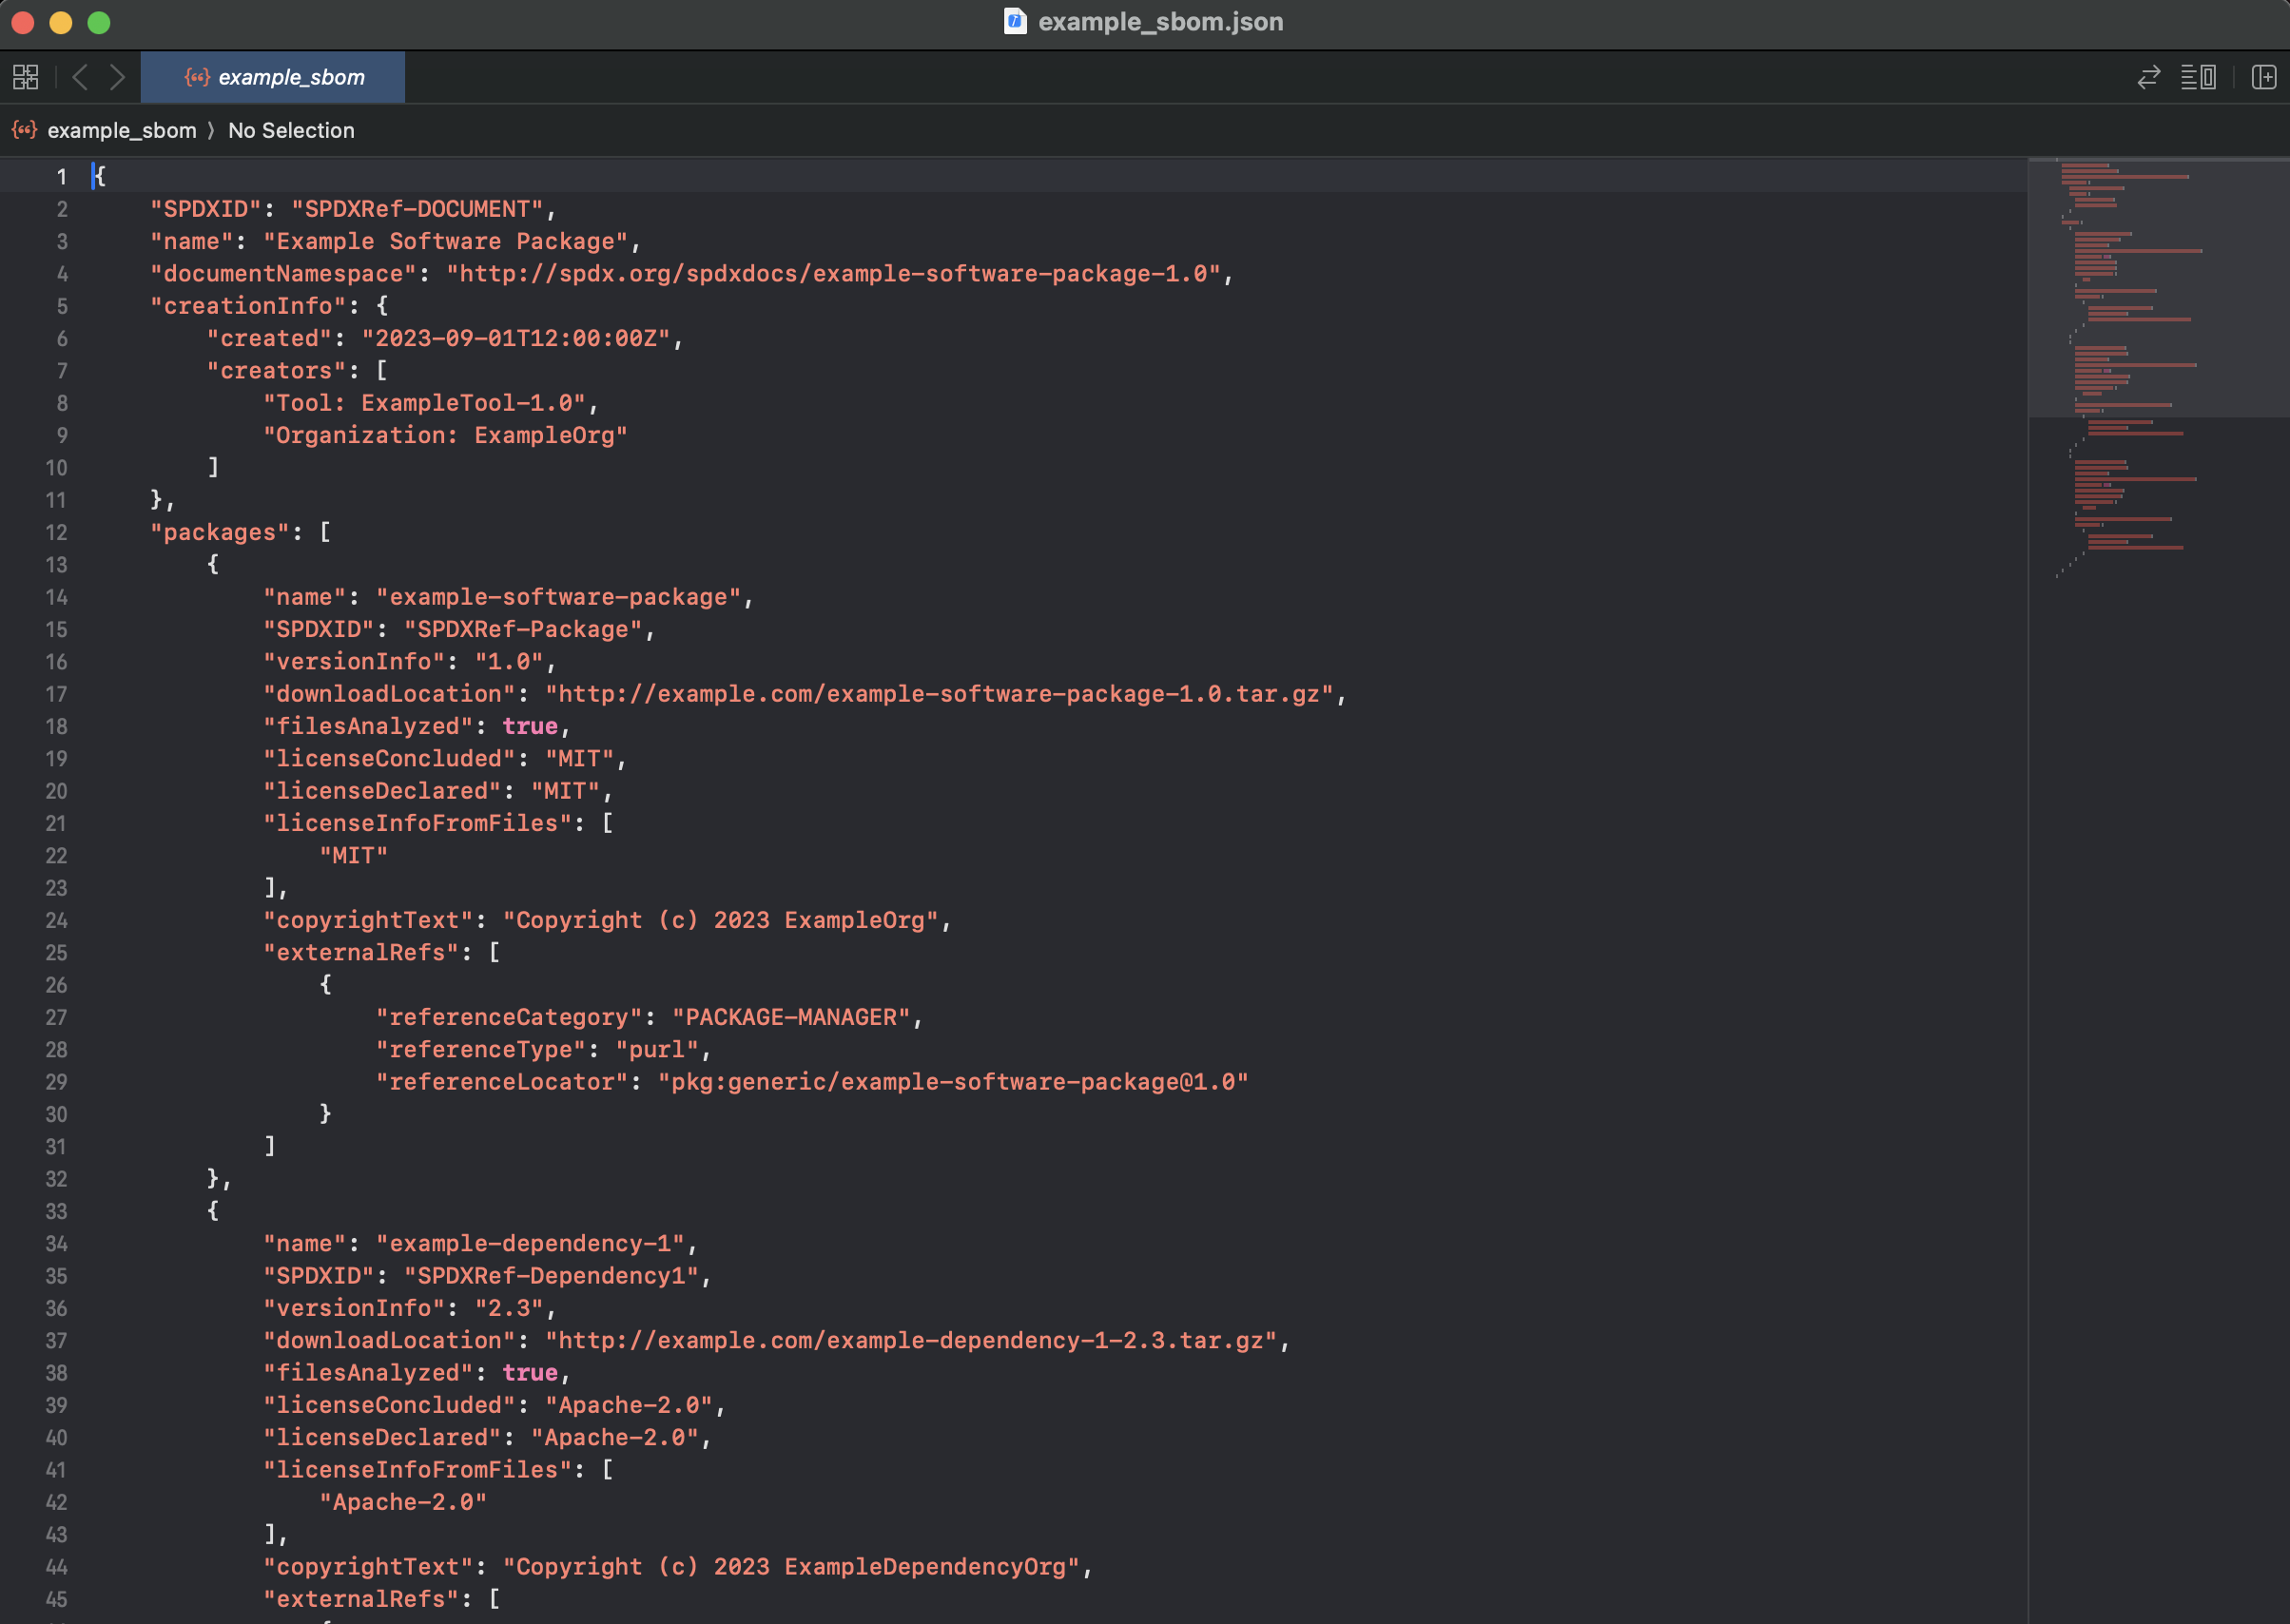 example_sbom.json
example_sbom
example_sbom 〉 No Selection
1 {
2 "SPDXID": "SPDXRef-DOCUMENT",
3 "name": "Example Software Package",
4 "documentNamespace": "http://spdx.org/spdxdocs/example-software-package-1.0",
5 "creationInfo": {
6 "created": "2023-09-01T12:00:00Z",
7 "creators": [
8 "Tool: ExampleTool-1.0",
9 "Organization: ExampleOrg"
10 ]
11 },
12 "packages": [
13 {
14 "name": "example-software-package",
15 "SPDXID": "SPDXRef-Package",
16 "versionInfo": "1.0",
17 "downloadLocation": "http://example.com/example-software-package-1.0.tar.gz",
18 "filesAnalyzed": true,
19 "licenseConcluded": "MIT",
20 "licenseDeclared": "MIT",
21 "licenseInfoFromFiles": [
22 "MIT"
23 ],
24 "copyrightText": "Copyright (c) 2023 ExampleOrg",
25 "externalRefs": [
26 {
27 "referenceCategory": "PACKAGE-MANAGER",
28 "referenceType": "purl",
29 "referenceLocator": "pkg:generic/example-software-package@1.0"
30 }
31 ]
32 },
33 {
34 "name": "example-dependency-1",
35 "SPDXID": "SPDXRef-Dependency1",
36 "versionInfo": "2.3",
37 "downloadLocation": "http://example.com/example-dependency-1-2.3.tar.gz",
38 "filesAnalyzed": true,
39 "licenseConcluded": "Apache-2.0",
40 "licenseDeclared": "Apache-2.0",
41 "licenseInfoFromFiles": [
42 "Apache-2.0"
43 ],
44 "copyrightText": "Copyright (c) 2023 ExampleDependencyOrg",
45 "externalRefs": [